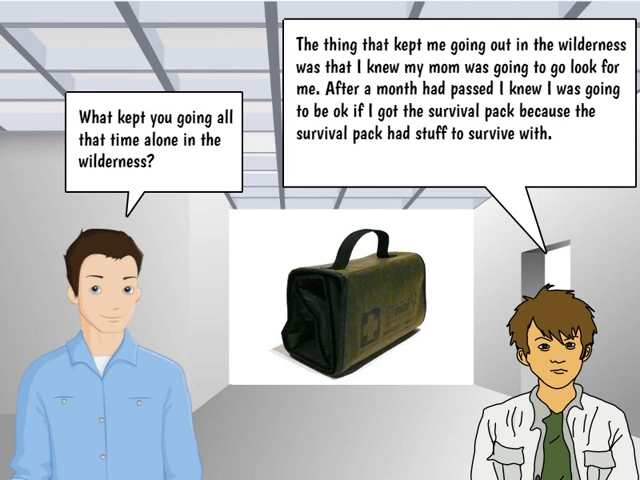 What kept you going all
that time alone in the
wilderness?
The thing that kept me going out in the wilderness
was that I knew my mom was going to go look for
me. After a month had passed I knew I was going
to be ok if I got the survival pack because the
survival pack had stuff to survive with.